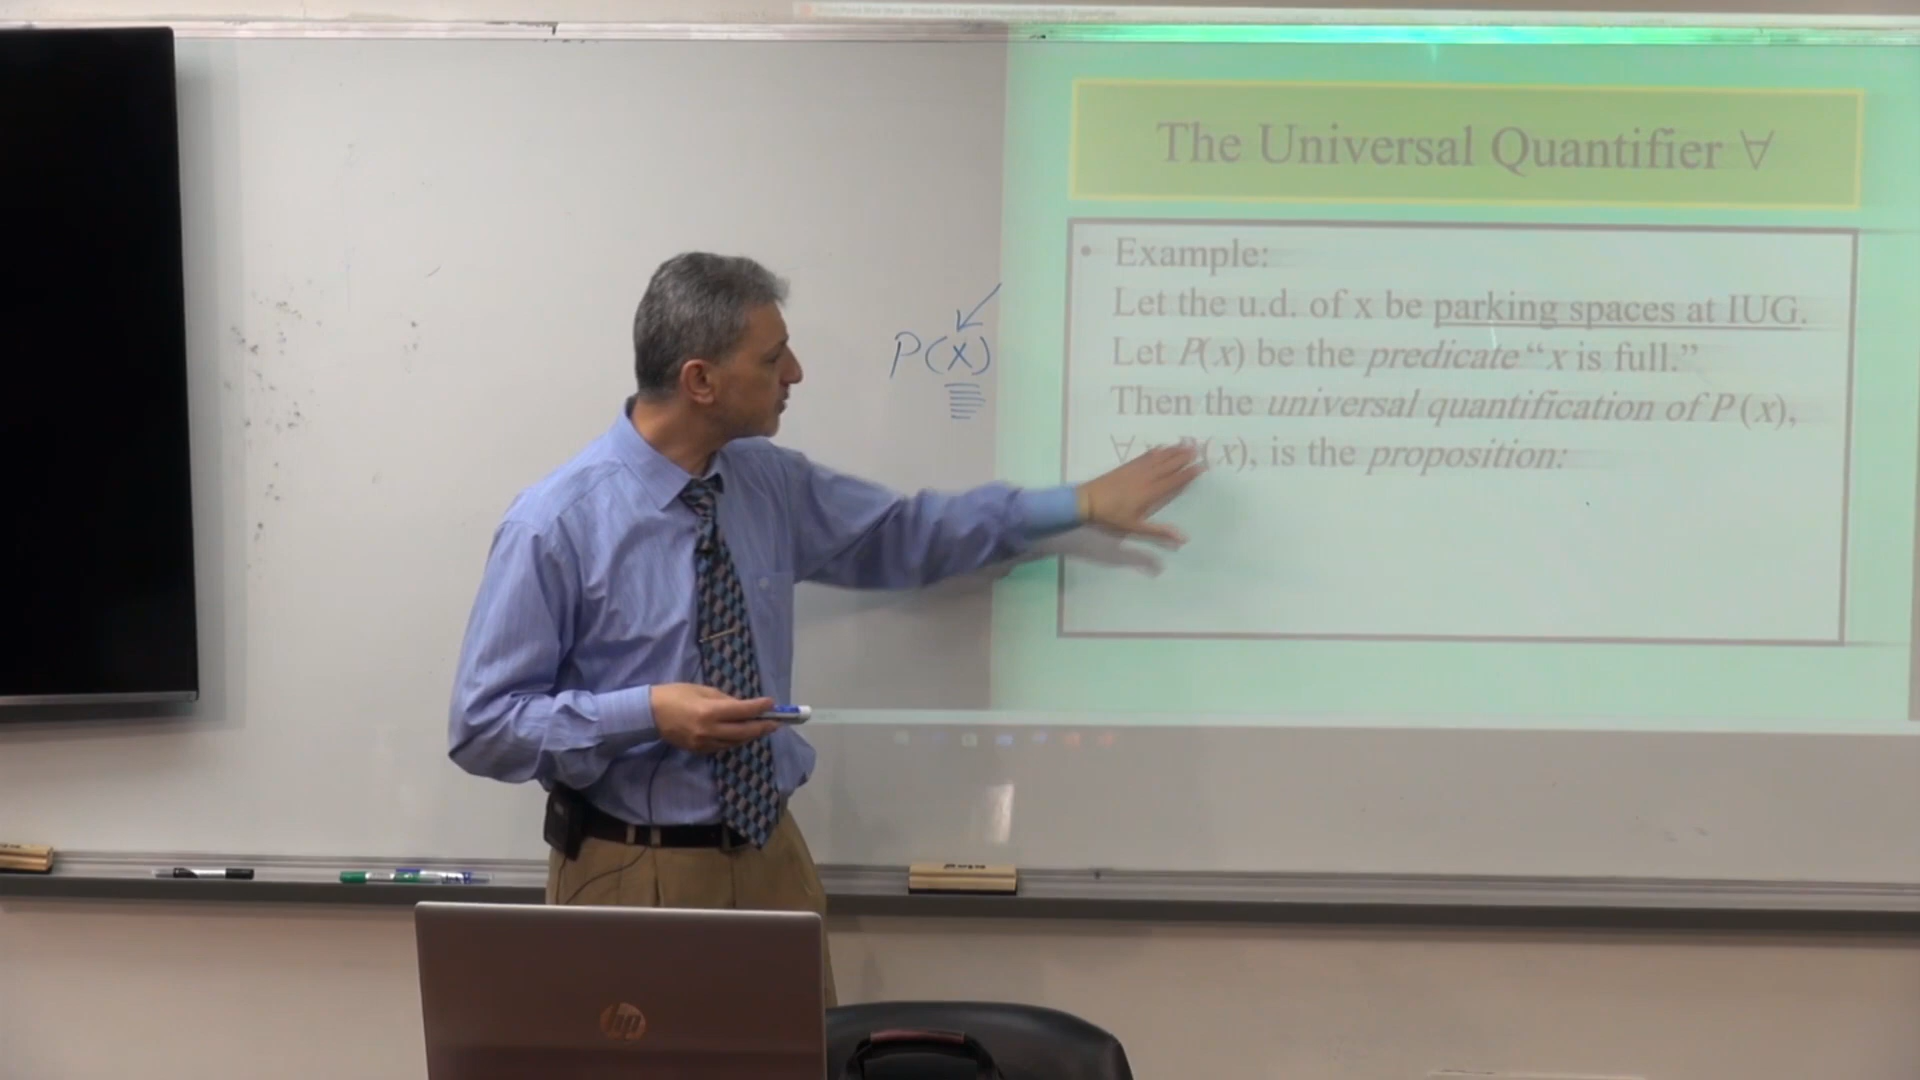 The Universal Quantifier ∀
• Example:
Let the u.d. of x be parking spaces at IUG.
Let P(x) be the predicate “x is full.”
Then the universal quantification of P(x),
∀x P(x), is the proposition:
P(x)
hp